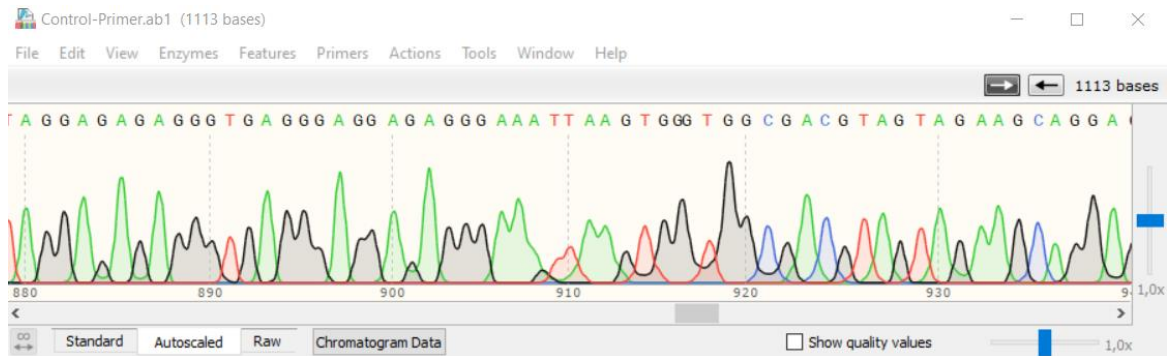 Control-Primer.ab1 (1113 bases)
File Edit View Enzymes Features Primers Actions Tools Window Help
1113 bases
T A G G A G A G A G G G T G A G G G A G G A G A G G G A A A T T A A G T G G G T G G C G A C G T A G T A G A A G C A G G A
880 890 900 910 920 930 1,0x
Standard Autoscaled Raw Chromatogram Data Show quality values 1,0x